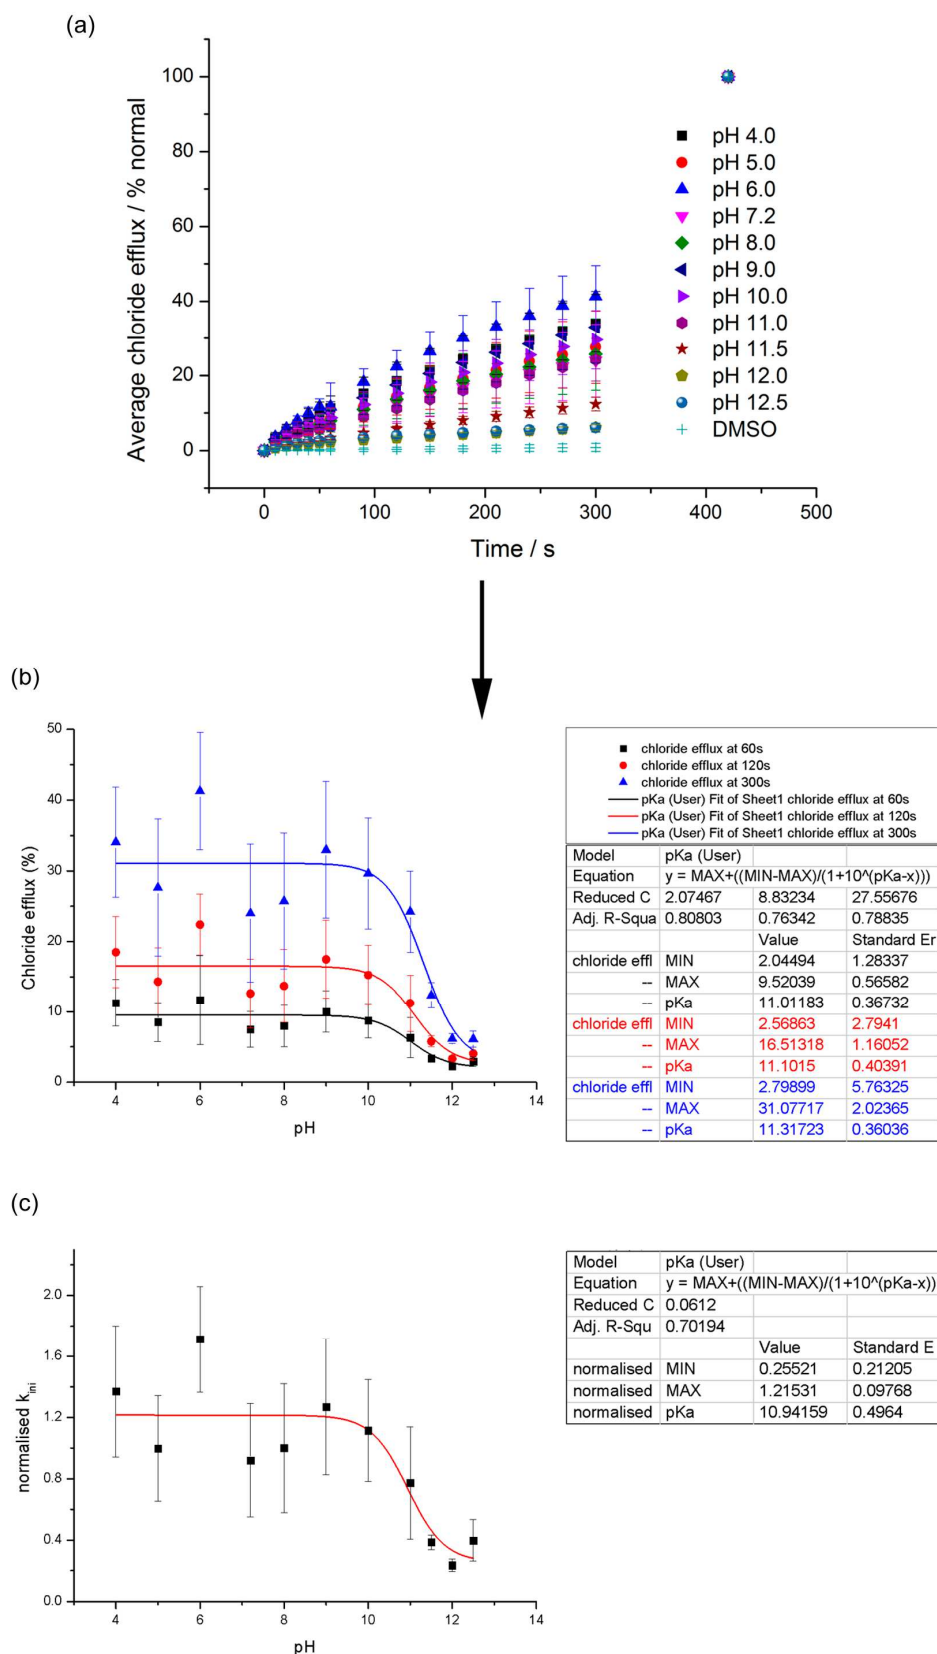 (a)
100
80
60
40
20
0
Average chloride efflux / % normal
0
100
200
300
400
500
Time / s
pH 4.0
pH 5.0
pH 6.0
pH 7.2
pH 8.0
pH 9.0
pH 10.0
pH 11.0
pH 11.5
pH 12.0
pH 12.5
DMSO
(b)
50
40
30
20
10
0
Chloride efflux (%)
4 6 8 10 12 14
pH
chloride efflux at 60s
chloride efflux at 120s
chloride efflux at 300s
pKa (User) Fit of Sheet1 chloride efflux at 60s
pKa (User) Fit of Sheet1 chloride efflux at 120s
pKa (User) Fit of Sheet1 chloride efflux at 300s
Model pKa (User)
Equation y = MAX+((MIN-MAX)/(1+10^(pKa-x)))
Reduced C 2.07467 8.83234 27.55676
Adj. R-Squa 0.80803 0.76342 0.78835
Value Standard Er
chloride effl MIN 2.04494 1.28337
-- MAX 9.52039 0.56582
-- pKa 11.01183 0.36732
chloride effl MIN 2.56863 2.7941
-- MAX 16.51318 1.16052
-- pKa 11.1015 0.40391
chloride effl MIN 2.79899 5.76325
-- MAX 31.07717 2.02365
-- pKa 11.31723 0.36036
(c)
2.0
1.6
1.2
0.8
0.4
0.0
normalised kini
4 6 8 10 12 14
pH
Model pKa (User)
Equation y = MAX+((MIN-MAX)/(1+10^(pKa-x))
Reduced C 0.0612
Adj. R-Squ 0.70194
Value Standard E
normalised MIN 0.25521 0.21205
normalised MAX 1.21531 0.09768
normalised pKa 10.94159 0.4964